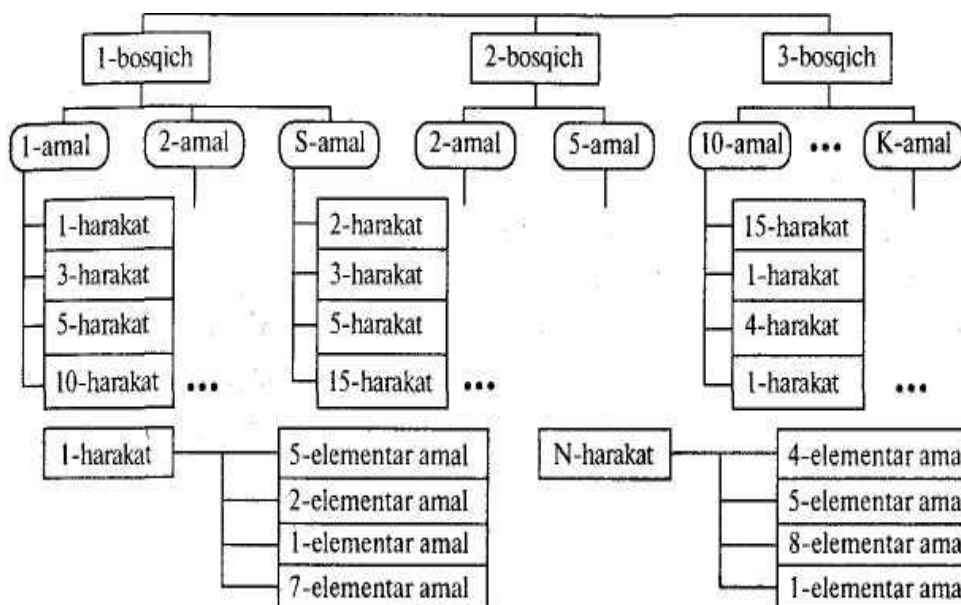 1-bosqich
2-bosqich
3-bosqich
1-amal
2-amal
S-amal
2-amal
5-amal
10-amal
•••
K-amal
1-harakat
3-harakat
5-harakat
10-harakat
•••
2-harakat
3-harakat
5-harakat
15-harakat
•••
15-harakat
1-harakat
4-harakat
1-harakat
•••
1-harakat
5-elementar amal
2-elementar amal
1-elementar amal
7-elementar amal
N-harakat
4-elementar ama
5-elementar ama
8-elementar ama
1-elementar ama